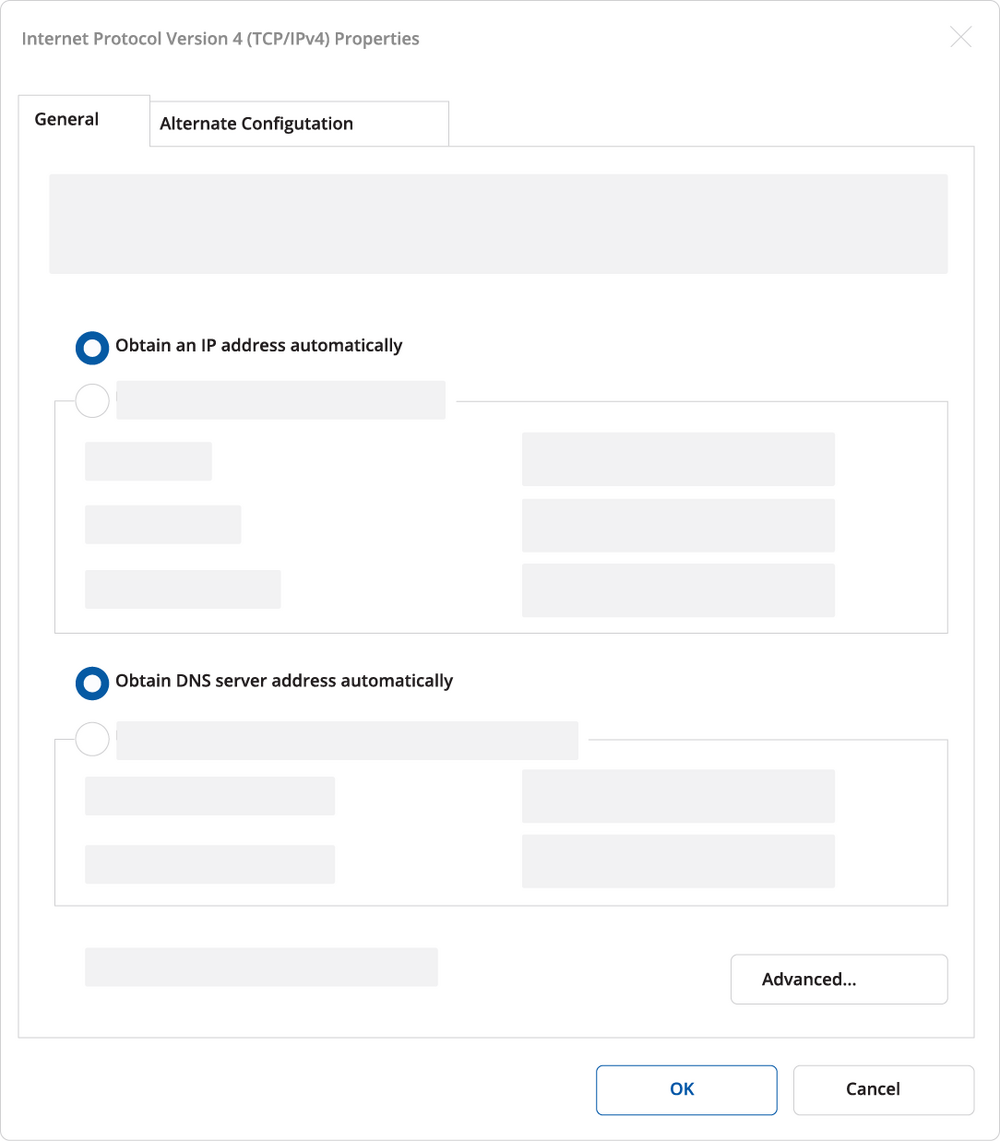 Internet Protocol Version 4 (TCP/IPv4) Properties
General
Alternate Configutation
Obtain an IP address automatically
Obtain DNS server address automatically
Advanced...
OK
Cancel